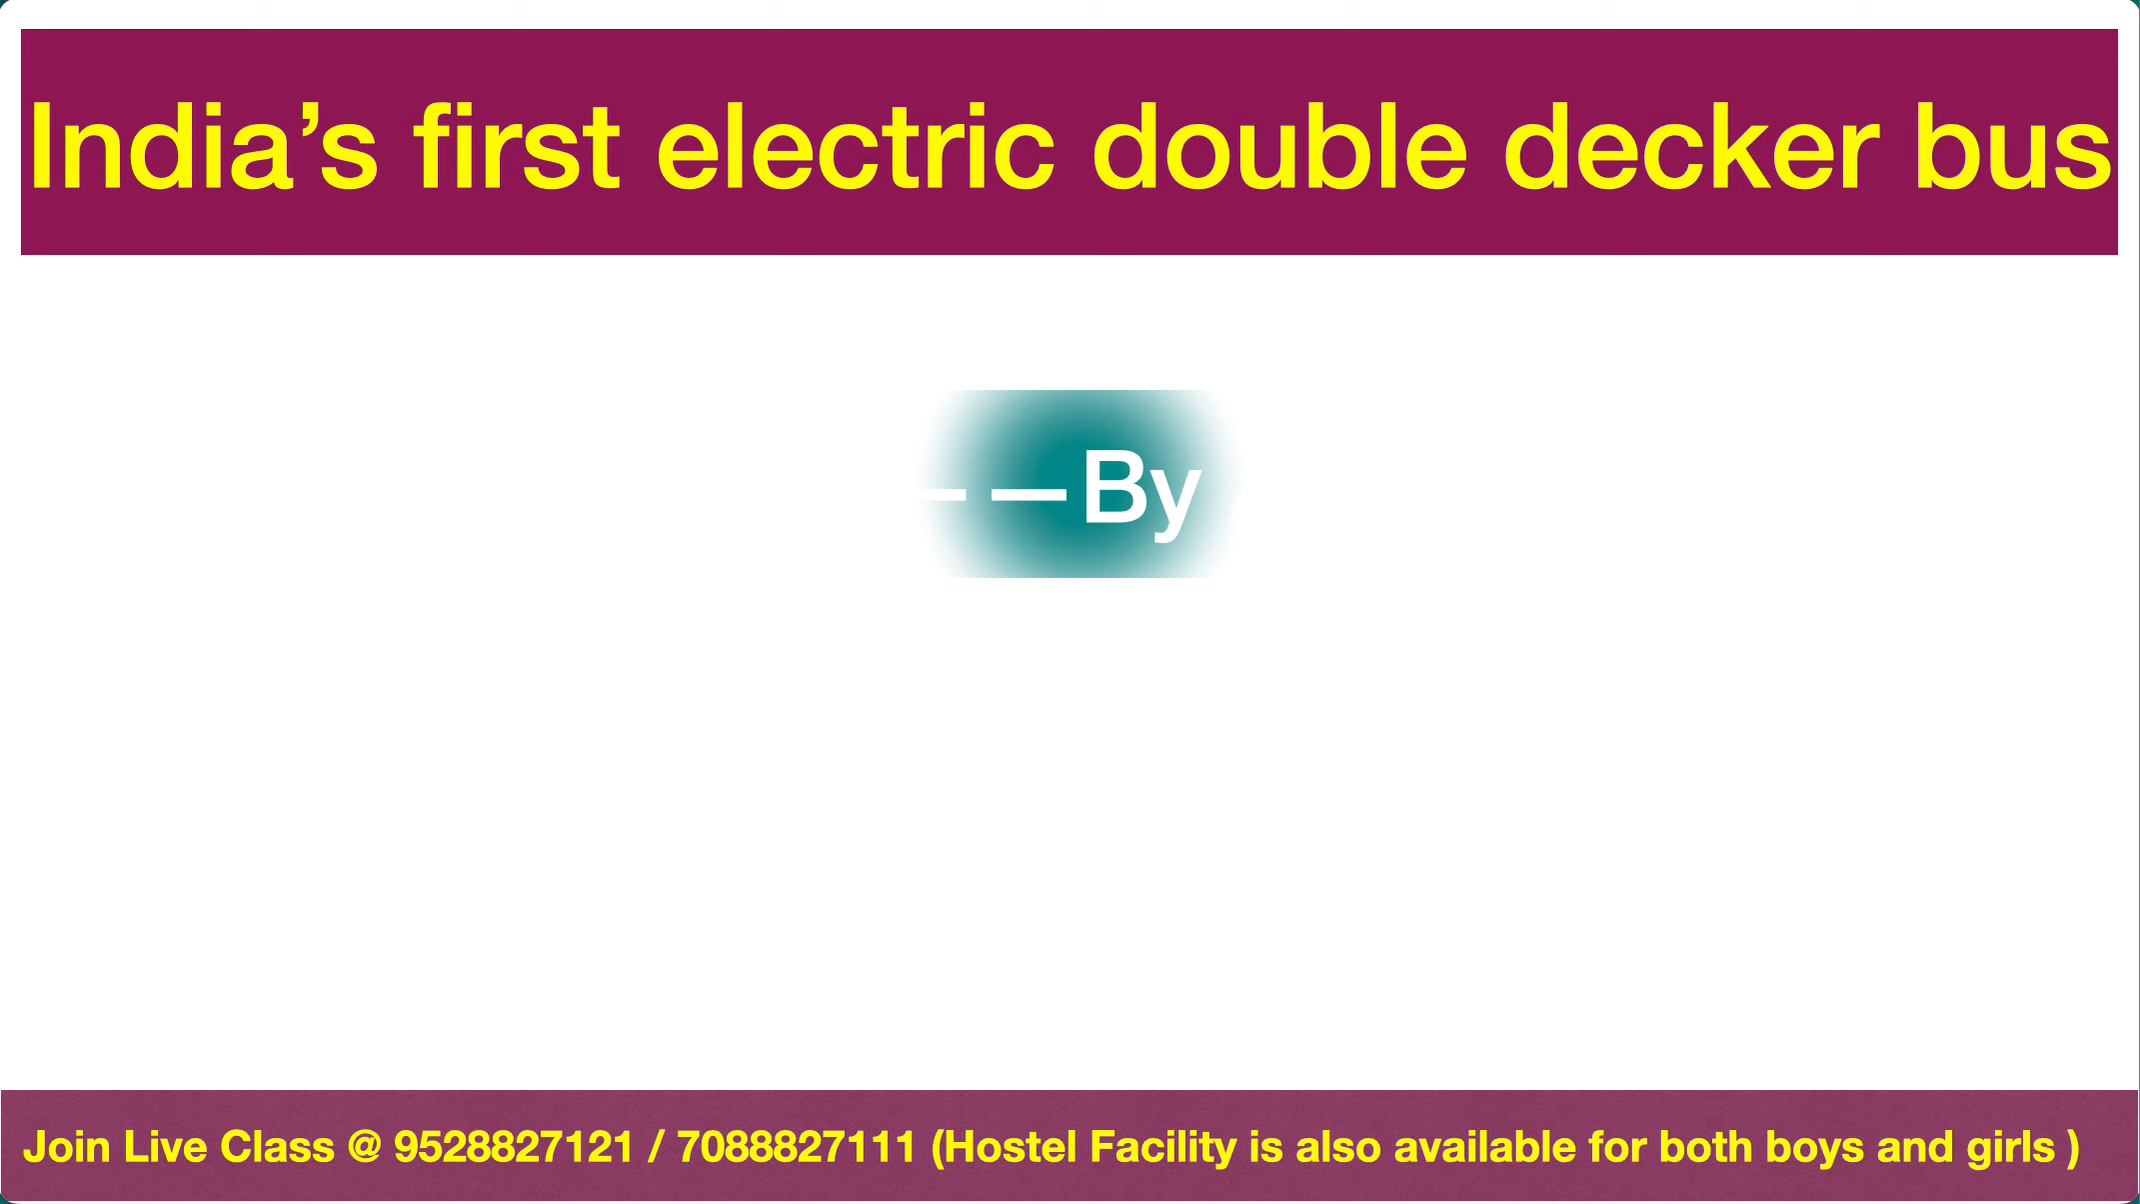 India’s first electric double decker bus
— —By
Join Live Class @ 9528827121 / 7088827111 (Hostel Facility is also available for both boys and girls )